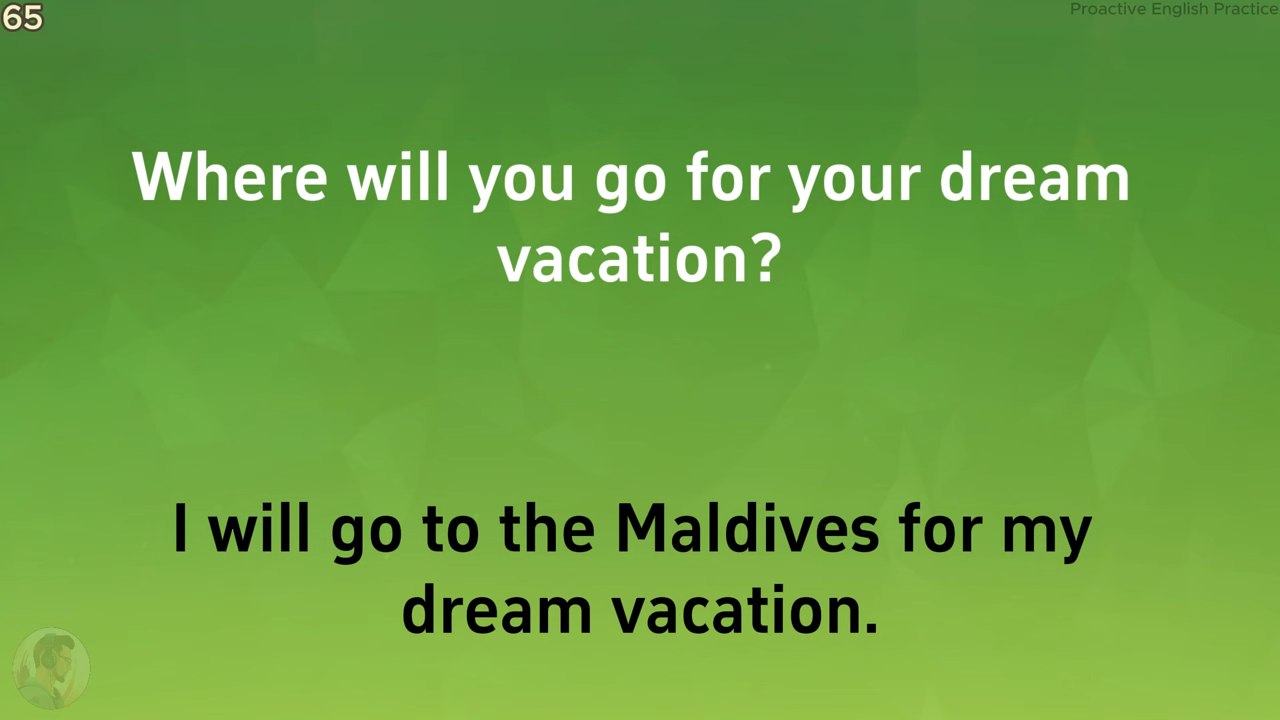 65
Proactive English Practice
Where will you go for your dream
vacation?
I will go to the Maldives for my
dream vacation.